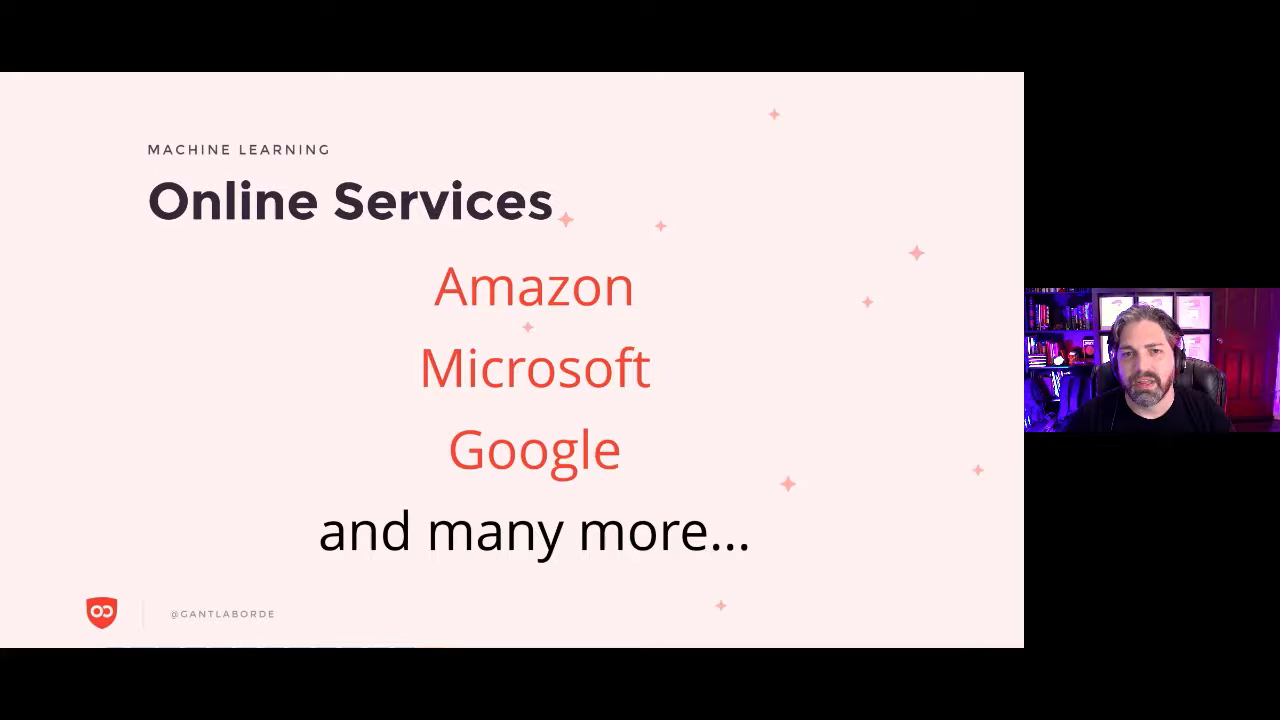 MACHINE LEARNING
Online Services
Amazon
Microsoft
Google
and many more...
@GANTLABORDE